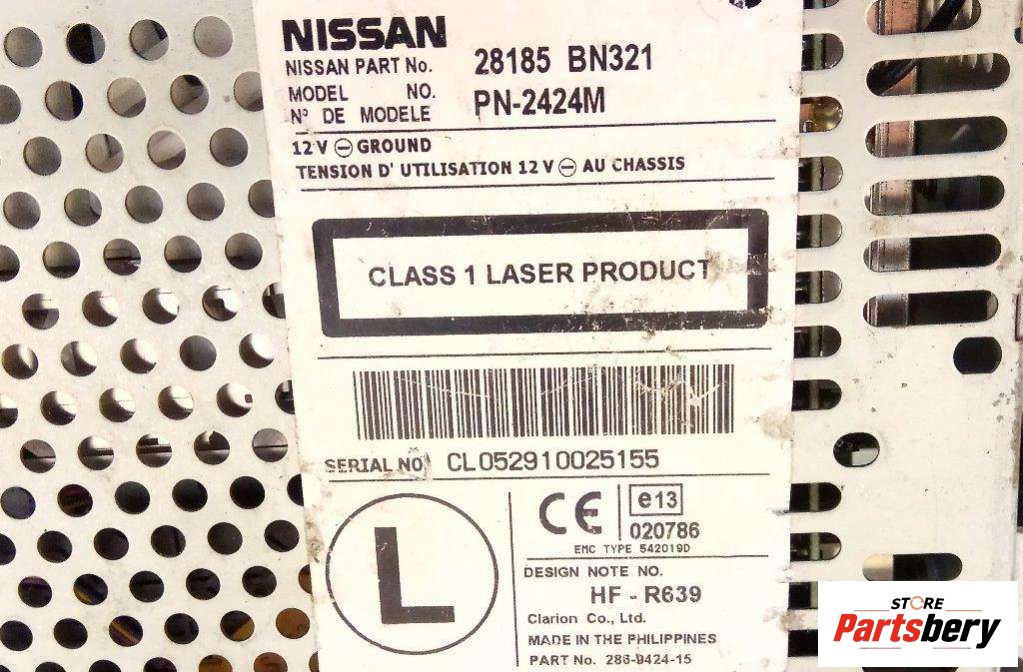 NISSAN
NISSAN PART No. 28185 BN321
MODEL NO. PN-2424M
Nº DE MODELE
12 V ⊖ GROUND
TENSION D' UTILISATION 12 V ⊖ AU CHASSIS
CLASS 1 LASER PRODUCT
SERIAL NO CL052910025155
L
CE e13
020786
EMC TYPE 542019D
DESIGN NOTE NO.
HF - R639
Clarion Co., Ltd.
MADE IN THE PHILIPPINES
PART No. 286-9424-15
STORE
Partsbery